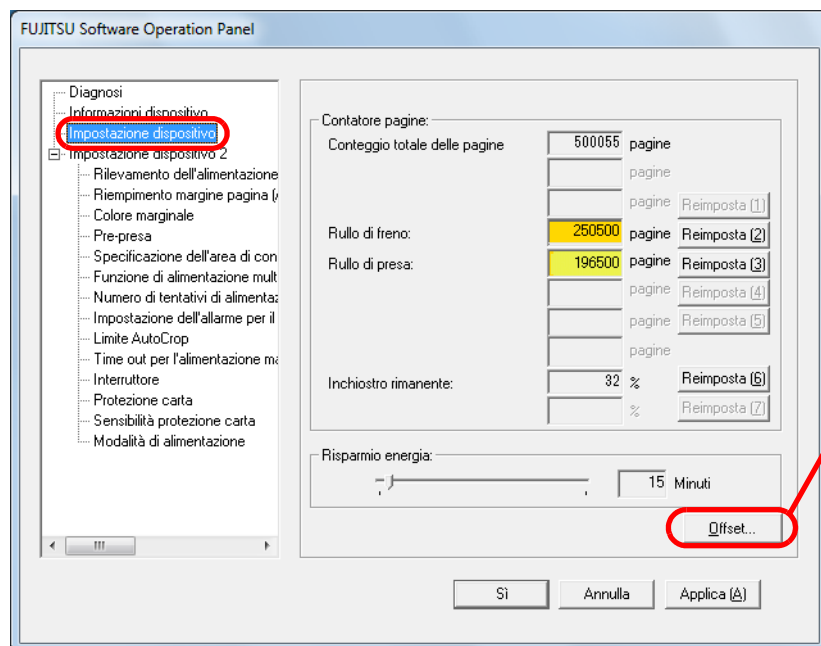 FUJITSU Software Operation Panel
Diagnosi
Informazioni dispositivo
Impostazione dispositivo
Impostazione dispositivo 2
Rilevamento dell'alimentazione
Riempimento margine pagina (
Colore marginale
Pre-presa
Specificazione dell'area di con
Funzione di alimentazione mult
Numero di tentativi di alimentaz
Impostazione dell'allarme per il
Limite AutoCrop
Time out per l'alimentazione ma
Interruttore
Protezione carta
Sensibilità protezione carta
Modalità di alimentazione
Contatore pagine:
Conteggio totale delle pagine 500055 pagine
pagine
pagine Reimposta (1)
Rullo di freno: 250500 pagine Reimposta (2)
Rullo di presa: 196500 pagine Reimposta (3)
pagine Reimposta (4)
pagine Reimposta (5)
pagine
Inchiostro rimanente: 32 % Reimposta (6)
% Reimposta (7)
Risparmio energia:
15 Minuti
Offset...
Sì Annulla Applica (A)